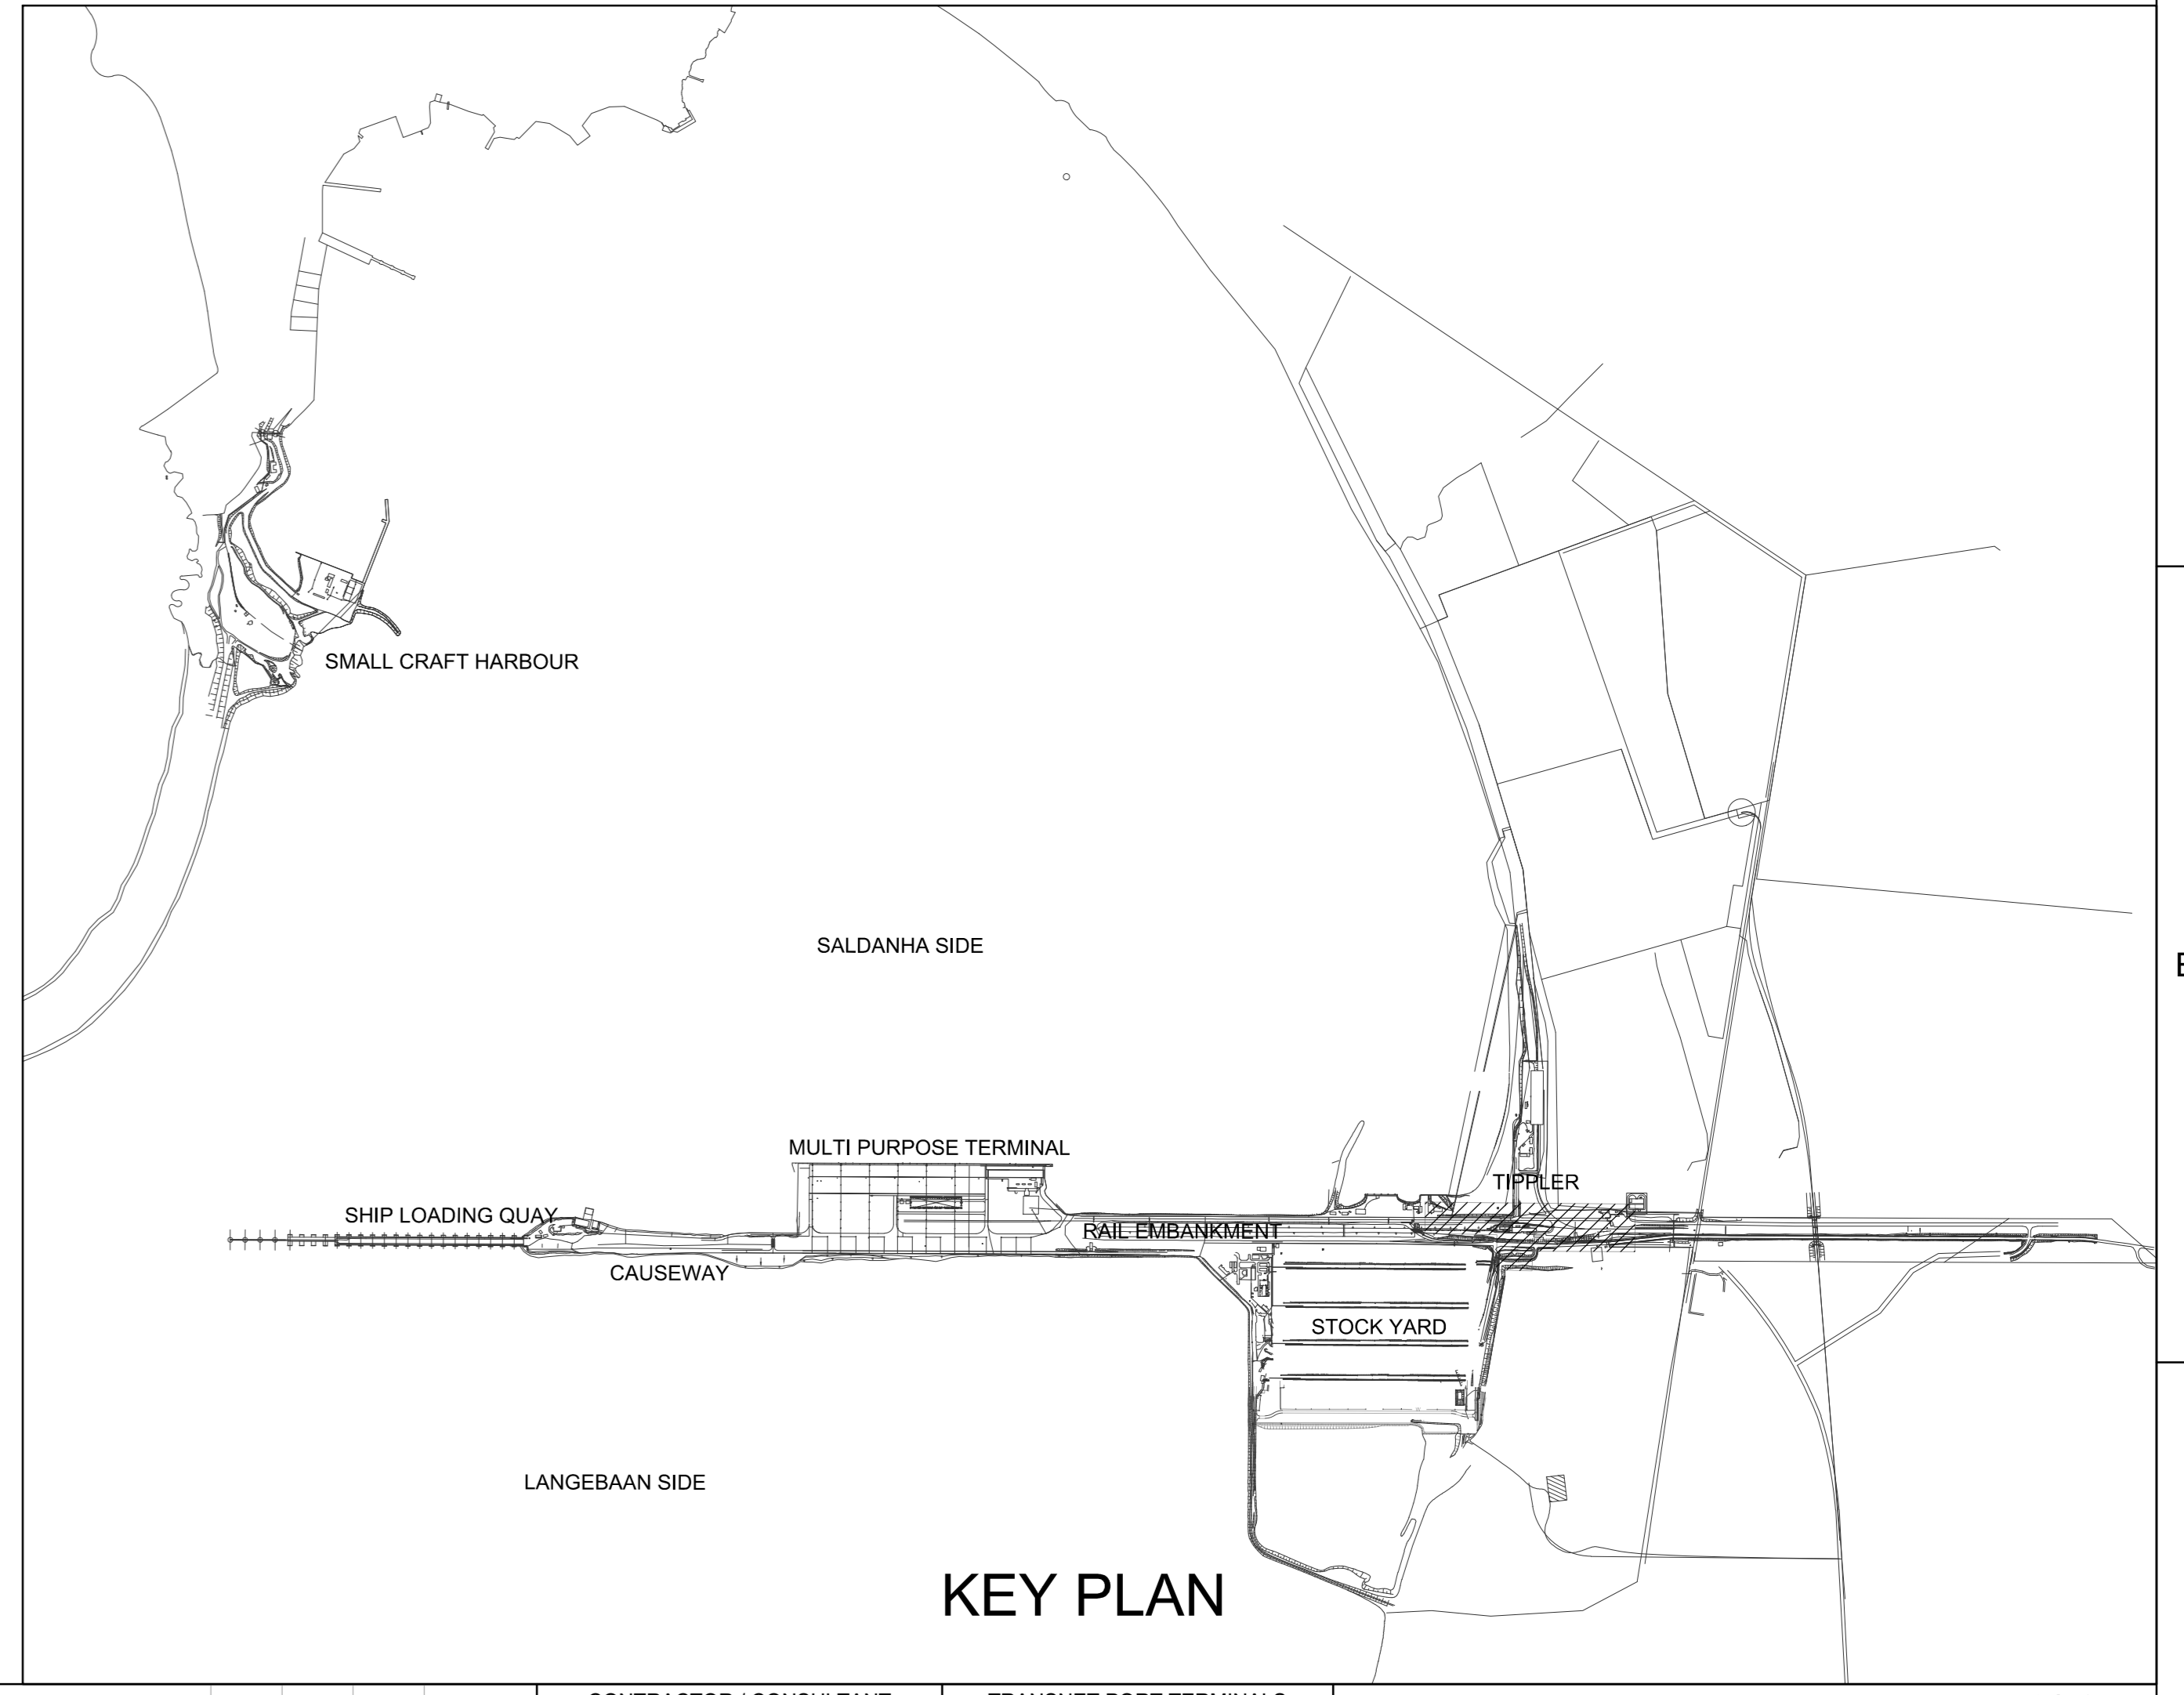 SMALL CRAFT HARBOUR
SALDANHA SIDE
MULTI PURPOSE TERMINAL
TIPPLER
SHIP LOADING QUAY
RAIL EMBANKMENT
CAUSEWAY
STOCK YARD
LANGEBAAN SIDE
KEY PLAN